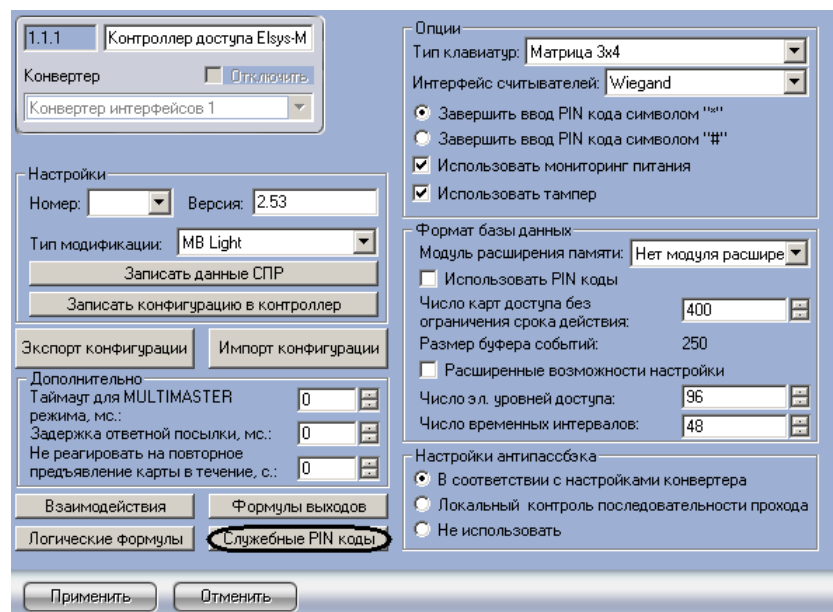 1.1.1 Контроллер доступа Elsys-M
Конвертер Отключить
Конвертер интерфейсов 1
Настройки
Номер: Версия: 2.53
Тип модификации: MB Light
Записать данные СПР
Записать конфигурацию в контроллер
Экспорт конфигурации Импорт конфигурации
Дополнительно
Таймаут для MULTIMASTER режима, мс.: 0
Задержка ответной посылки, мс.: 0
Не реагировать на повторное
предъявление карты в течение, с.: 0
Взаимодействия Формулы выходов
Логические формулы Служебные PIN коды
Опции
Тип клавиатур: Матрица 3x4
Интерфейс считывателей: Wiegand
Завершить ввод PIN кода символом "*"
Завершить ввод PIN кода символом "#"
Использовать мониторинг питания
Использовать тампер
Формат базы данных
Модуль расширения памяти: Нет модуля расшире
Использовать PIN коды
Число карт доступа без
ограничения срока действия: 400
Размер буфера событий: 250
Расширенные возможности настройки
Число эл. уровней доступа: 96
Число временных интервалов: 48
Настройки антипассбэка
В соответствии с настройками конвертера
Локальный контроль последовательности прохода
Не использовать
Применить Отменить